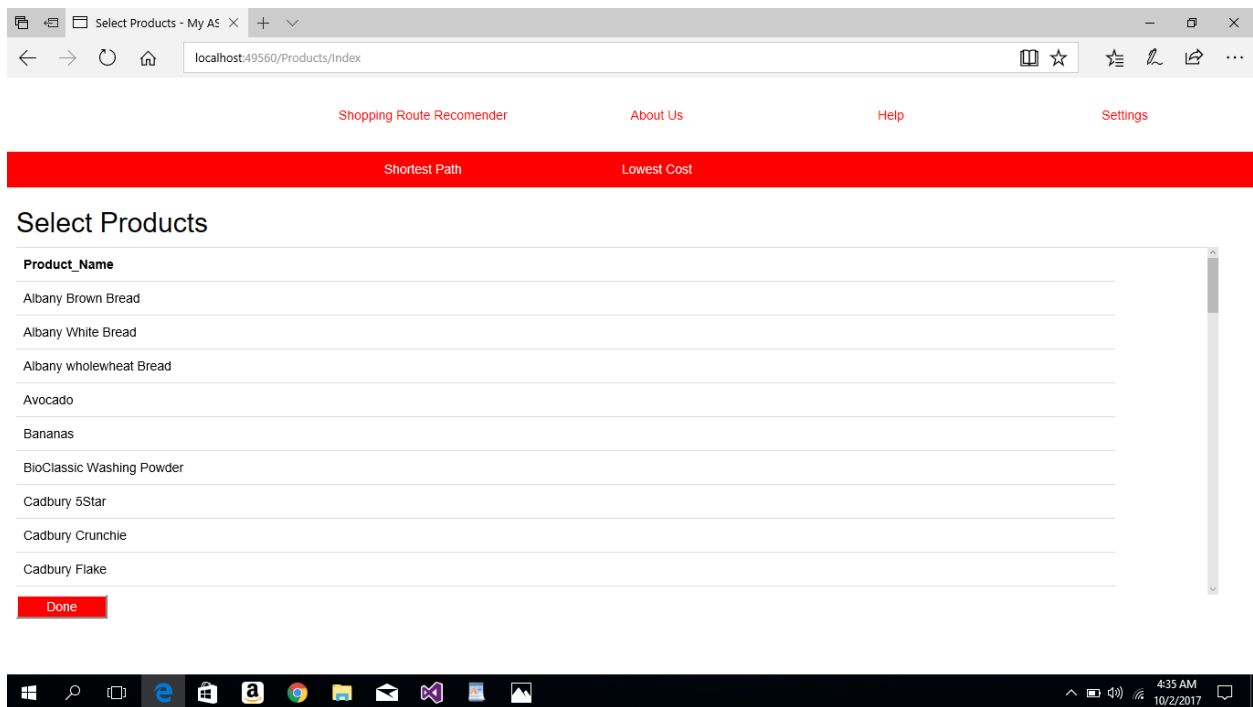 Select Products - My AS
localhost:49560/Products/Index
Shopping Route Recomender About Us Help Settings
Shortest Path Lowest Cost
Select Products
Product_Name
Albany Brown Bread
Albany White Bread
Albany wholewheat Bread
Avocado
Bananas
BioClassic Washing Powder
Cadbury 5Star
Cadbury Crunchie
Cadbury Flake
Done
4:35 AM
10/2/2017